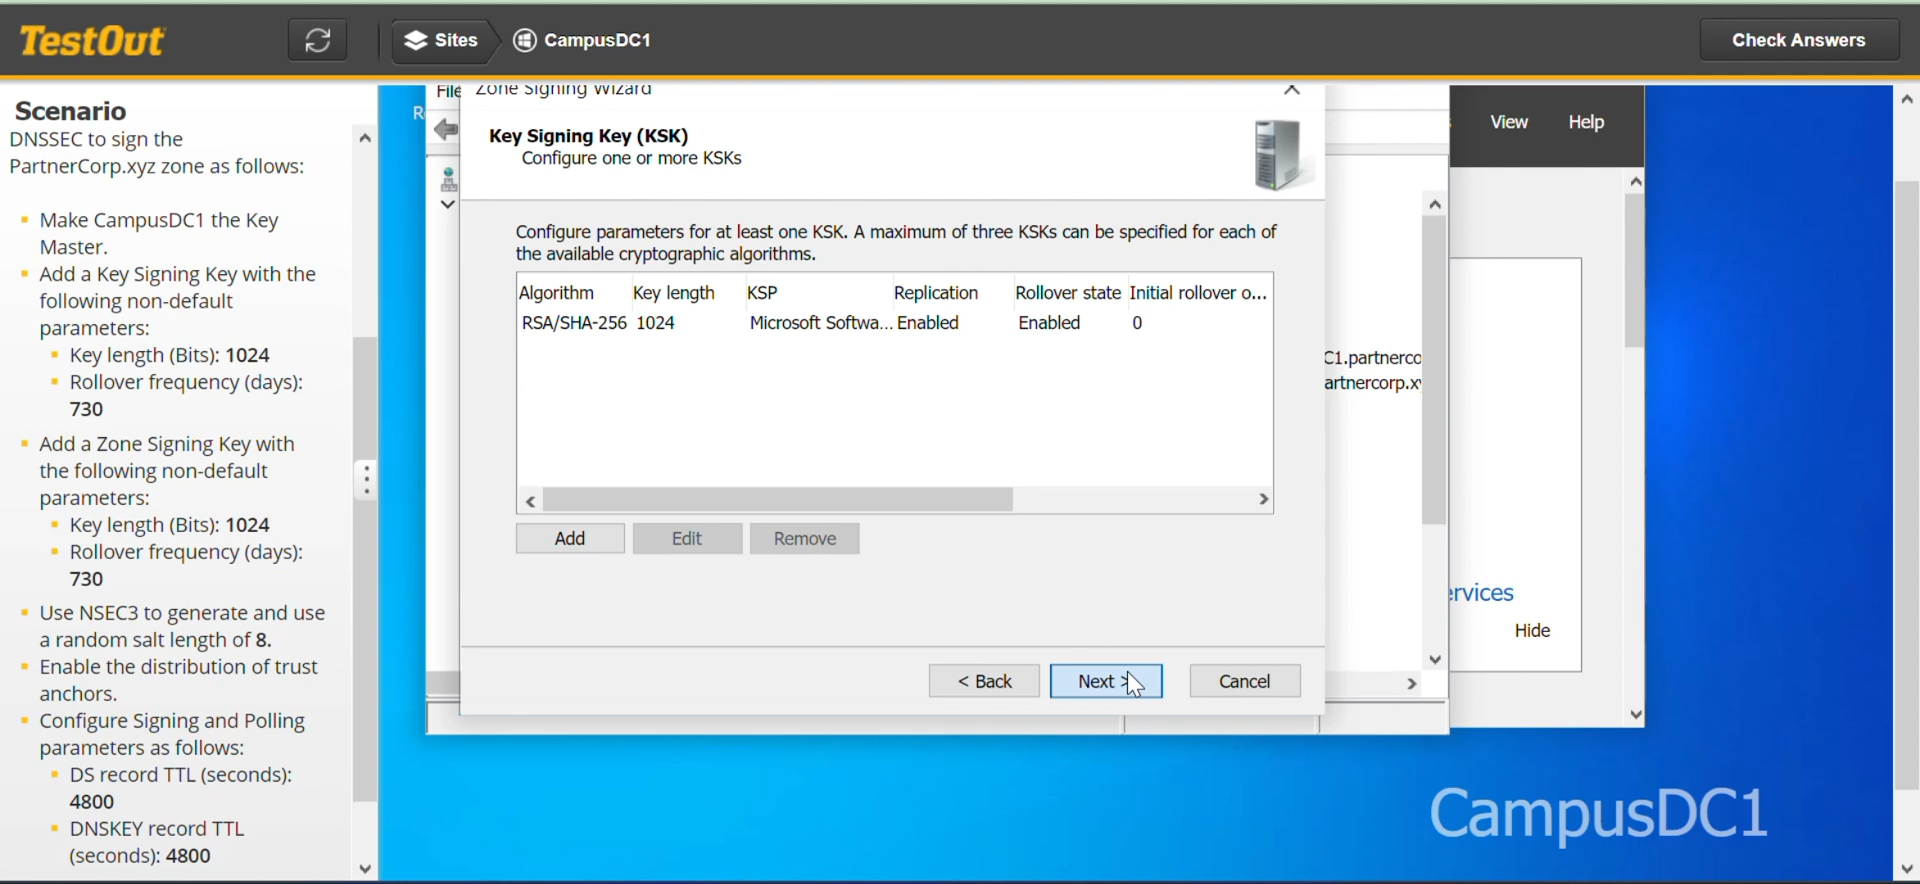 TestOut
Sites
CampusDC1
Check Answers
Scenario
DNSSEC to sign the
PartnerCorp.xyz zone as follows:
Make CampusDC1 the Key
Master.
Add a Key Signing Key with the
following non-default
parameters:
Key length (Bits): 1024
Rollover frequency (days):
730
Add a Zone Signing Key with
the following non-default
parameters:
Key length (Bits): 1024
Rollover frequency (days):
730
Use NSEC3 to generate and use
a random salt length of 8.
Enable the distribution of trust
anchors.
Configure Signing and Polling
parameters as follows:
DS record TTL (seconds):
4800
DNSKEY record TTL
(seconds): 4800
R
File
Zone Signing Wizard
Key Signing Key (KSK)
Configure one or more KSKs
Configure parameters for at least one KSK. A maximum of three KSKs can be specified for each of
the available cryptographic algorithms.
Algorithm Key length KSP Replication Rollover state Initial rollover o...
RSA/SHA-256 1024 Microsoft Softwa... Enabled Enabled 0
Add Edit Remove
< Back Next > Cancel
C1.partnerco
artnercorp.xy
View Help
ervices
Hide
CampusDC1